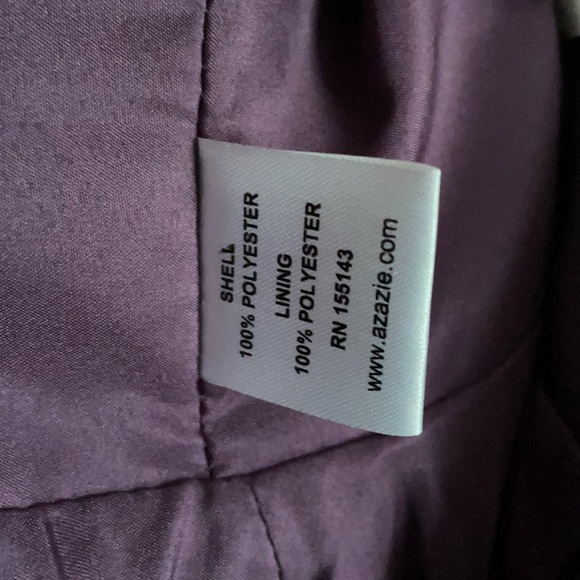 SHELL
100% POLYESTER
LINING
100% POLYESTER
RN 155143
www.azazie.com